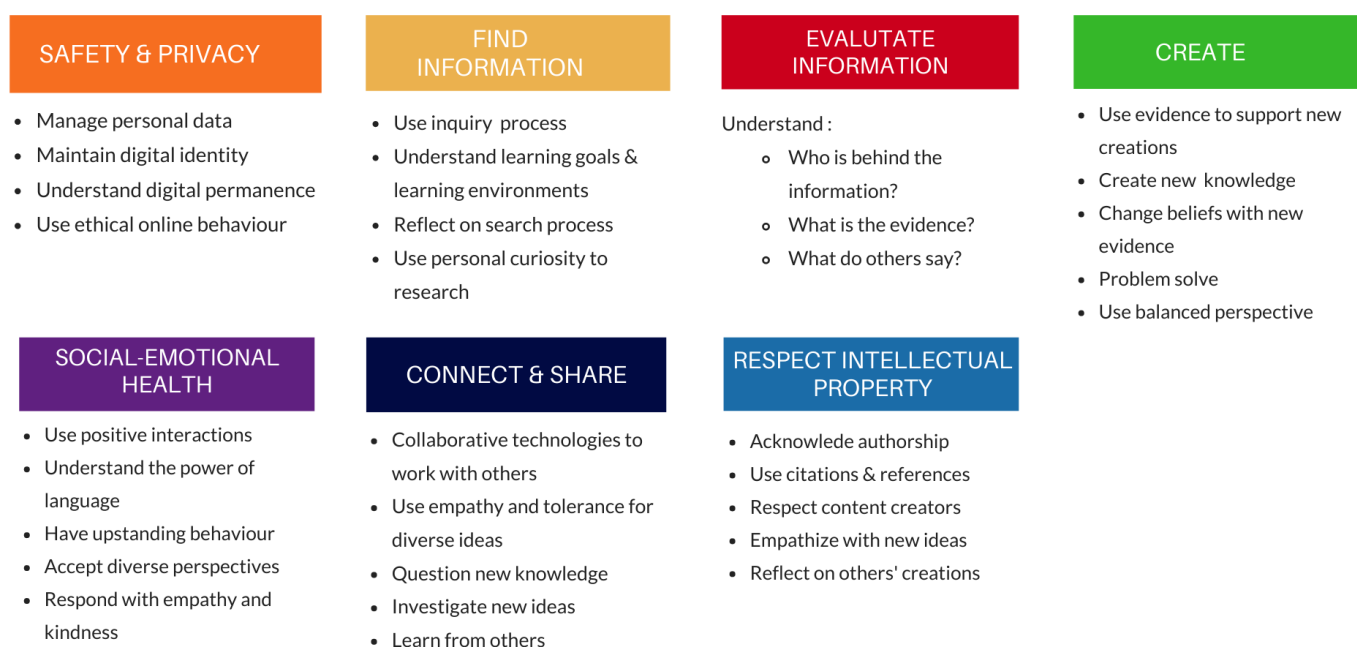 SAFETY & PRIVACY
• Manage personal data
• Maintain digital identity
• Understand digital permanence
• Use ethical online behaviour
FIND
INFORMATION
• Use inquiry process
• Understand learning goals &
learning environments
• Reflect on search process
• Use personal curiosity to
research
EVALUTATE
INFORMATION
Understand :
◦ Who is behind the
information?
◦ What is the evidence?
◦ What do others say?
CREATE
• Use evidence to support new
creations
• Create new knowledge
• Change beliefs with new
evidence
• Problem solve
• Use balanced perspective
SOCIAL-EMOTIONAL
HEALTH
• Use positive interactions
• Understand the power of
language
• Have upstanding behaviour
• Accept diverse perspectives
• Respond with empathy and
kindness
CONNECT & SHARE
• Collaborative technologies to
work with others
• Use empathy and tolerance for
diverse ideas
• Question new knowledge
• Investigate new ideas
• Learn from others
RESPECT INTELLECTUAL
PROPERTY
• Acknowlede authorship
• Use citations & references
• Respect content creators
• Empathize with new ideas
• Reflect on others' creations